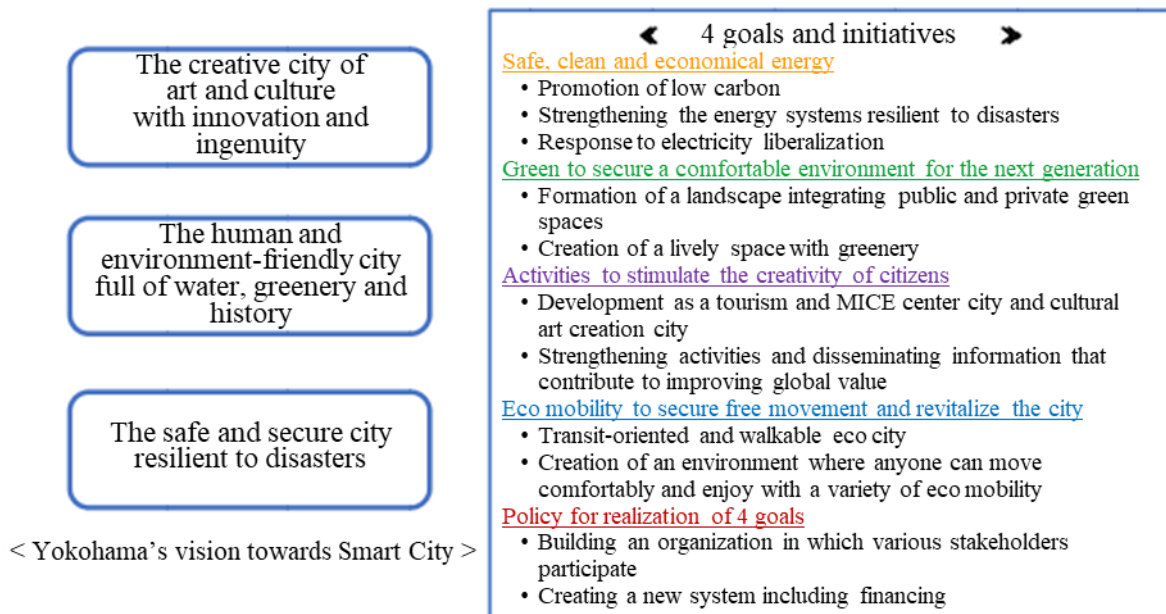 The creative city of
art and culture
with innovation and
ingenuity
The human and
environment-friendly city
full of water, greenery and
history
The safe and secure city
resilient to disasters
< Yokohama's vision towards Smart City >
4 goals and initiatives
Safe, clean and economical energy
• Promotion of low carbon
• Strengthening the energy systems resilient to disasters
• Response to electricity liberalization
Green to secure a comfortable environment for the next generation
• Formation of a landscape integrating public and private green
spaces
• Creation of a lively space with greenery
Activities to stimulate the creativity of citizens
• Development as a tourism and MICE center city and cultural
art creation city
• Strengthening activities and disseminating information that
contribute to improving global value
Eco mobility to secure free movement and revitalize the city
• Transit-oriented and walkable eco city
• Creation of an environment where anyone can move
comfortably and enjoy with a variety of eco mobility
Policy for realization of 4 goals
• Building an organization in which various stakeholders
participate
• Creating a new system including financing